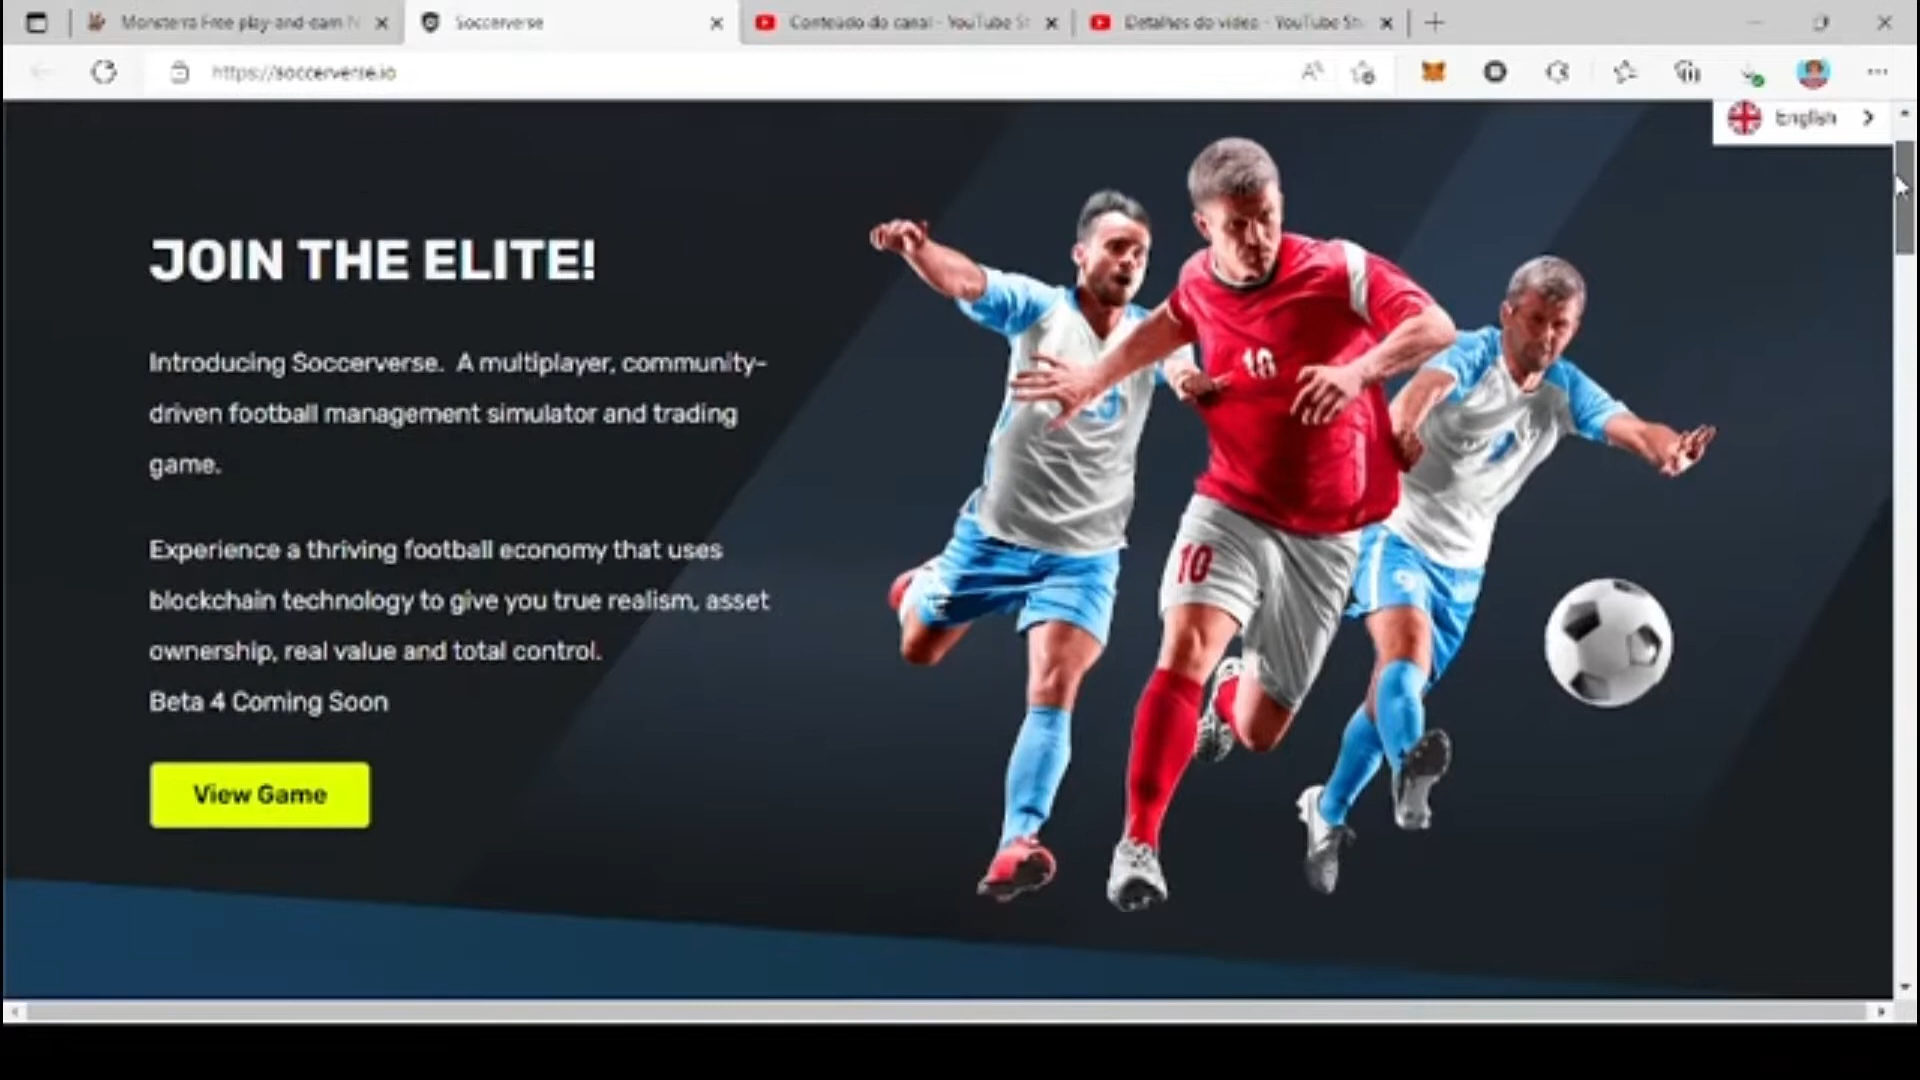 Monsterra Free play-and-earn N
Soccerverse
Conteúdo do canal - YouTube St
Detalhes do vídeo - YouTube St
https://soccerverse.io
English
JOIN THE ELITE!
Introducing Soccerverse. A multiplayer, community-
driven football management simulator and trading
game.
Experience a thriving football economy that uses
blockchain technology to give you true realism, asset
ownership, real value and total control.
Beta 4 Coming Soon
View Game
10
10
9